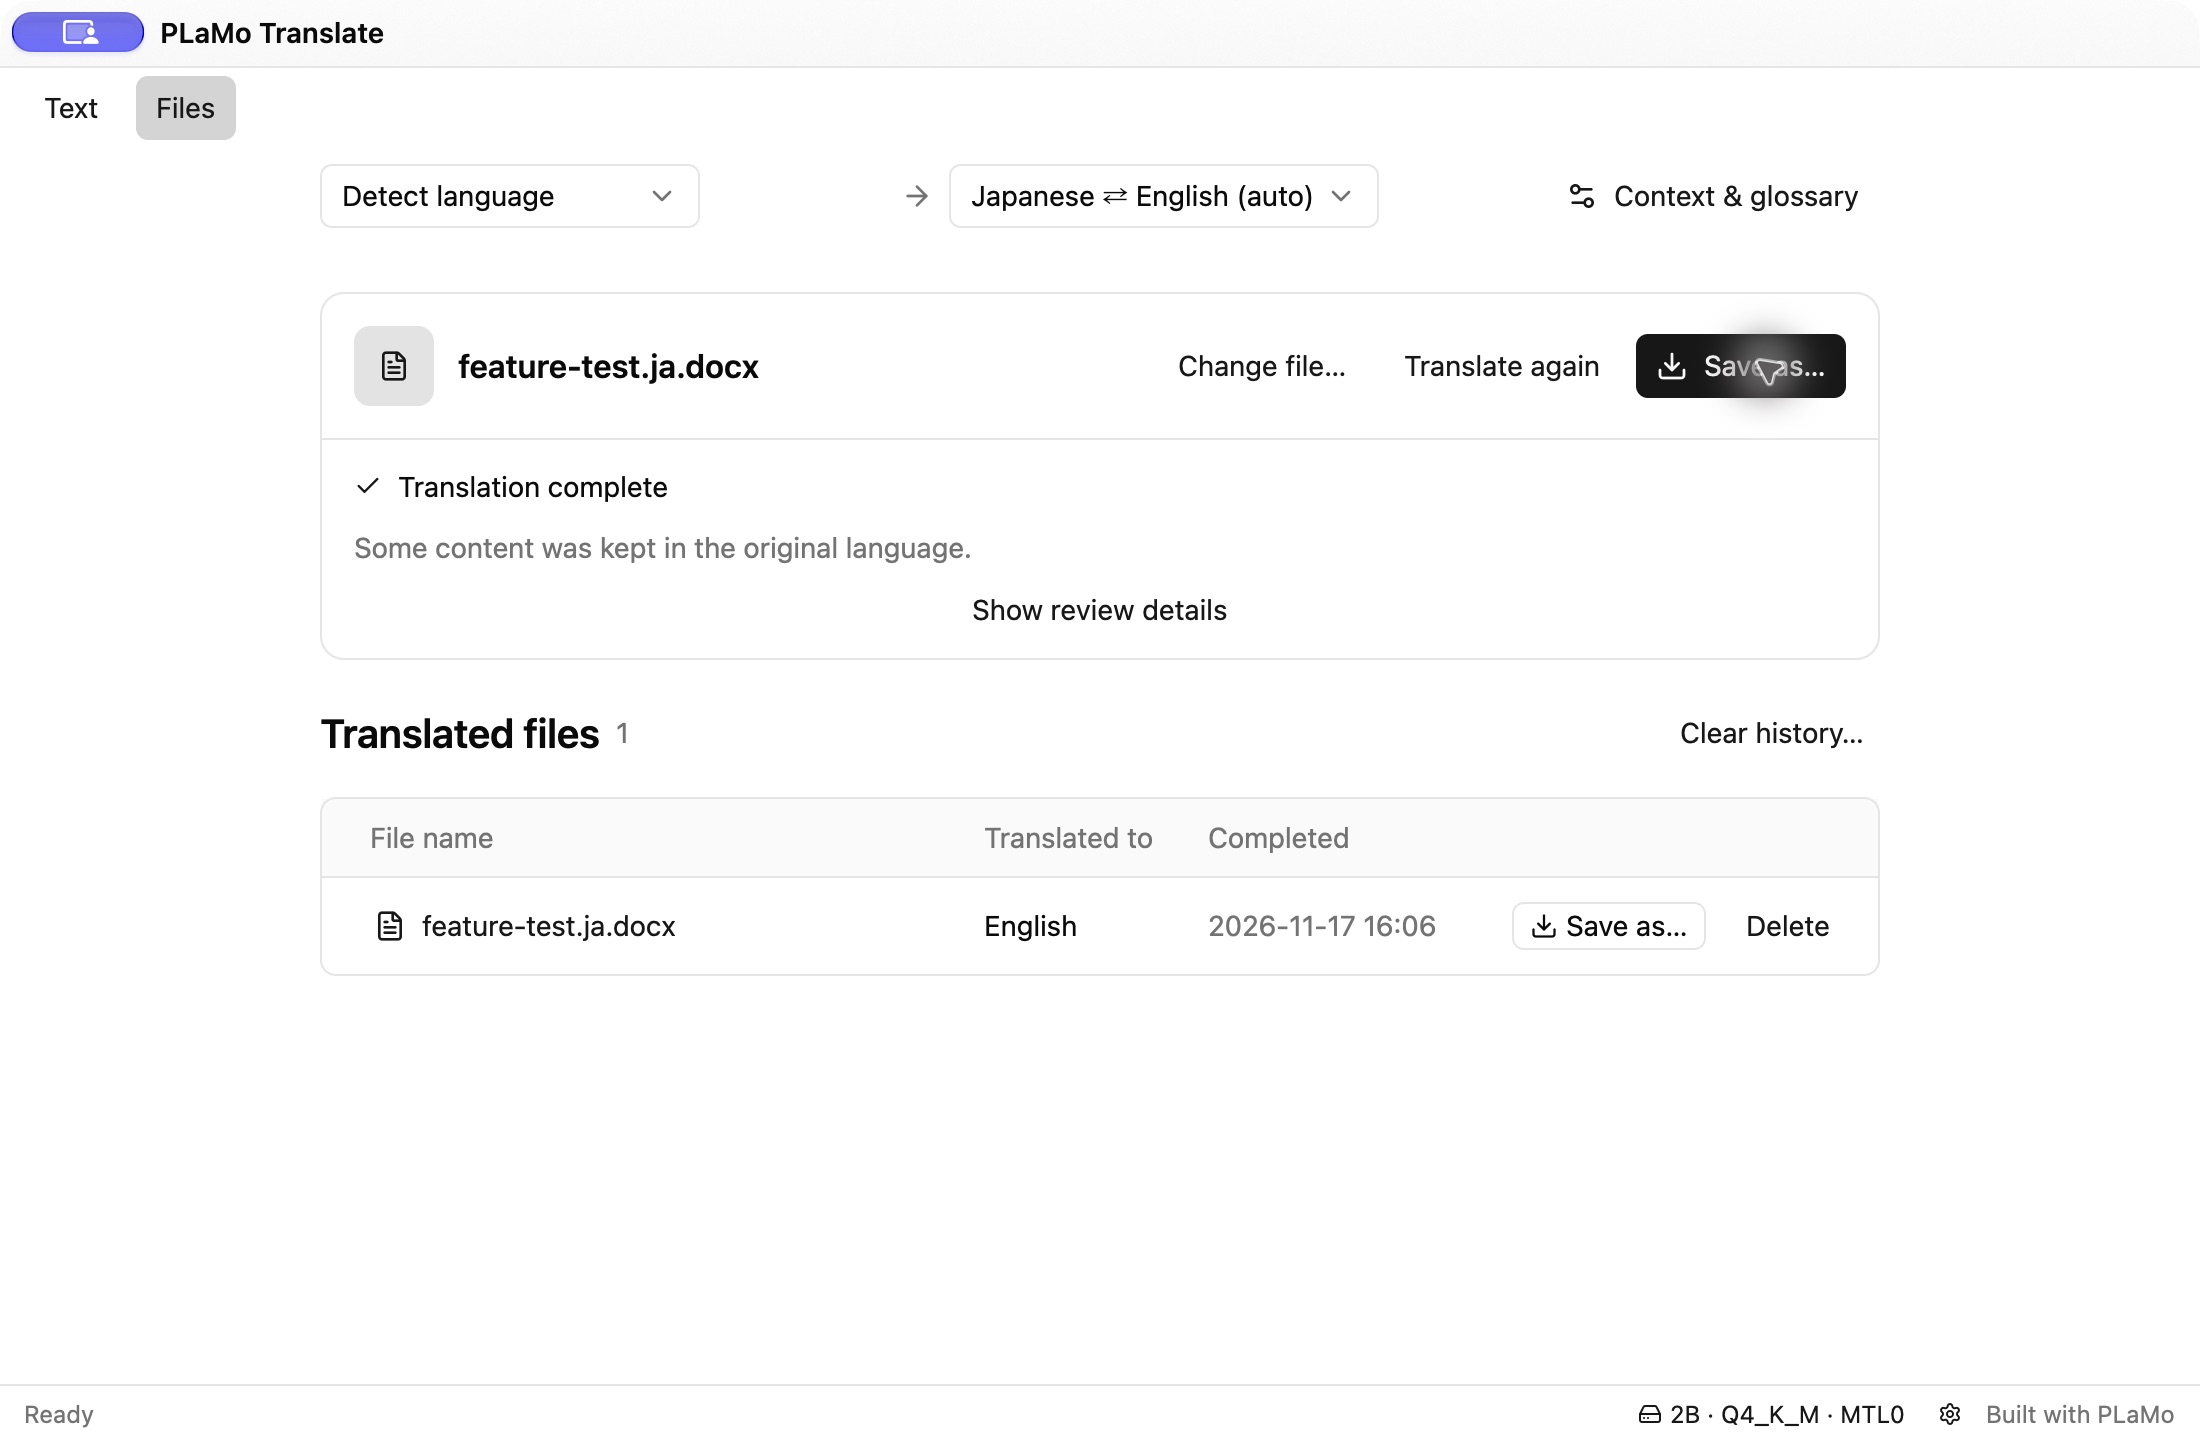 PLaMo Translate
Text
Files
Detect language
→
Japanese ⇌ English (auto)
Context & glossary
feature-test.ja.docx
Change file...
Translate again
Save as...
Translation complete
Some content was kept in the original language.
Show review details
Translated files 1
Clear history...
File name
Translated to
Completed
feature-test.ja.docx
English
2026-11-17 16:06
Save as...
Delete
Ready
2B · Q4_K_M · MTL0
Built with PLaMo